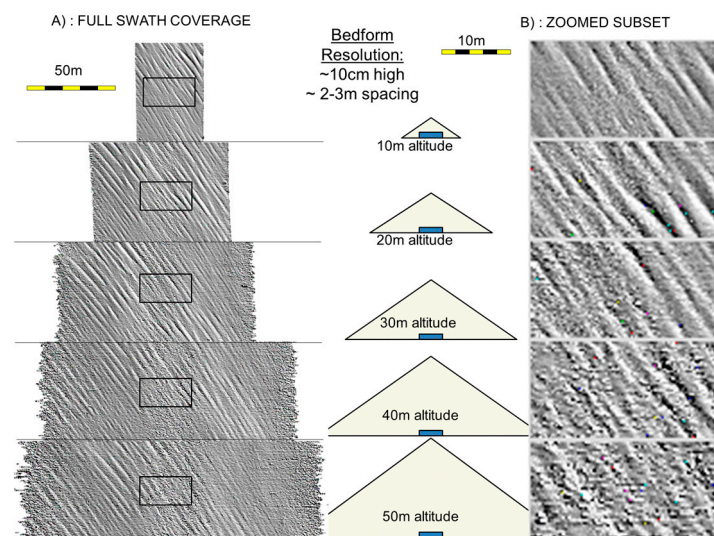 A) : FULL SWATH COVERAGE
50m
Bedform
Resolution:
~10cm high
~ 2-3m spacing
10m
B) : ZOOMED SUBSET
10m altitude
20m altitude
30m altitude
40m altitude
50m altitude